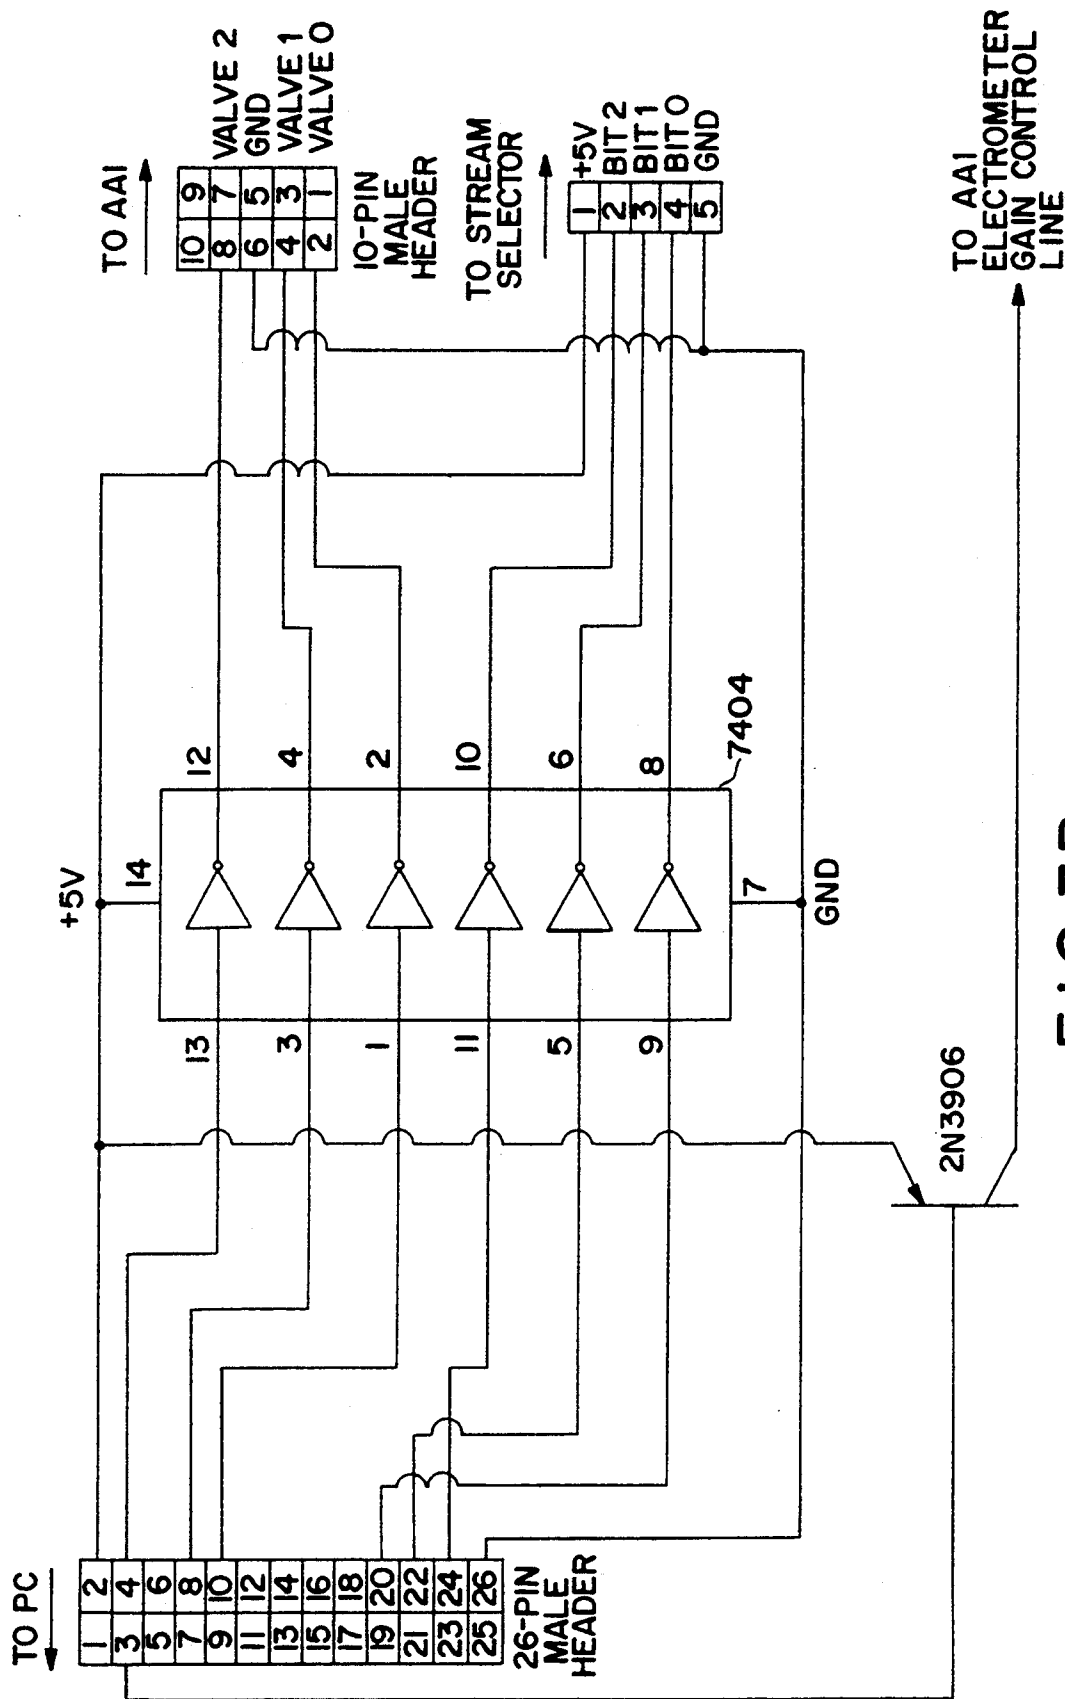 TO PC
1 2
3 4
5 6
7 8
9 10
11 12
13 14
15 16
17 18
19 20
21 22
23 24
25 26
26-PIN
MALE
HEADER
+5V
14
13
12
3
4
1
2
11
10
5
6
9
8
7
GND
7404
2N3906
TO AAI
10 9
8 7 VALVE 2
6 5 GND
4 3 VALVE 1
2 1 VALVE 0
10-PIN
MALE
HEADER
TO STREAM
SELECTOR
1 +5V
2 BIT 2
3 BIT 1
4 BIT 0
5 GND
TO AAI
ELECTROMETER
GAIN CONTROL
LINE